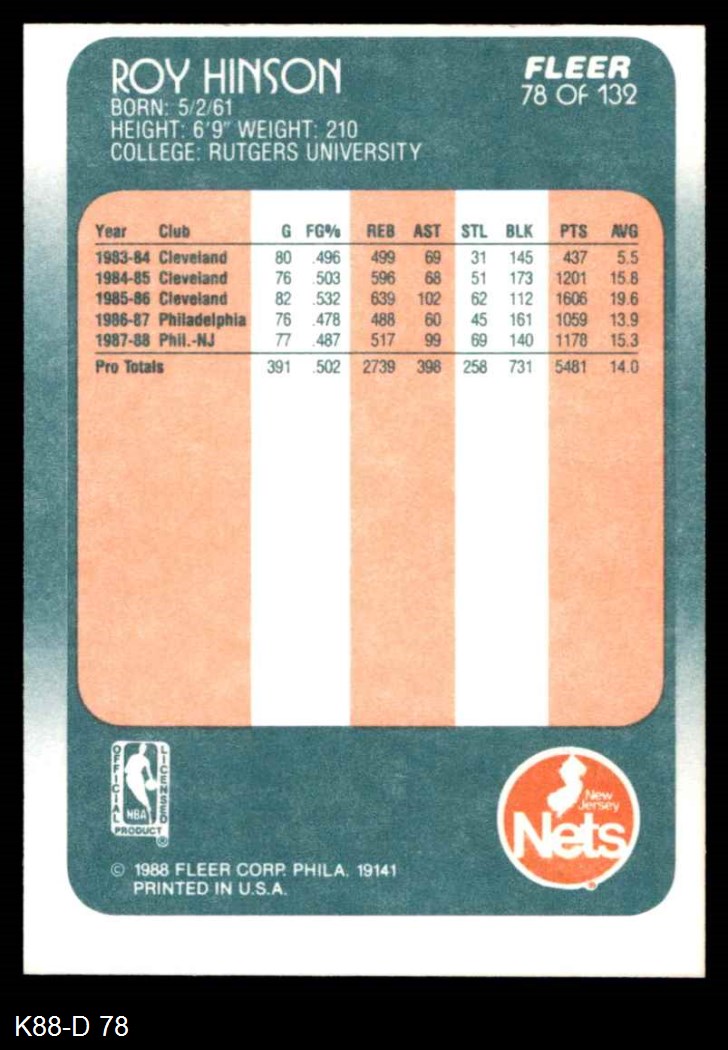 ROY HINSON
FLEER
78 OF 132
BORN: 5/2/61
HEIGHT: 6'9" WEIGHT: 210
COLLEGE: RUTGERS UNIVERSITY
Year Club G FG% REB AST STL BLK PTS AVG
1983-84 Cleveland 80 .496 499 69 31 145 437 5.5
1984-85 Cleveland 76 .503 596 68 51 173 1201 15.8
1985-86 Cleveland 82 .532 639 102 62 112 1606 19.6
1986-87 Philadelphia 76 .478 488 60 45 161 1059 13.9
1987-88 Phil.-NJ 77 .487 517 99 69 140 1178 15.3
Pro Totals 391 .502 2739 398 258 731 5481 14.0
OFFICIAL LICENSED
NBA
PRODUCT ®
New
Jersey
Nets
© 1988 FLEER CORP. PHILA. 19141
PRINTED IN U.S.A.
K88-D 78